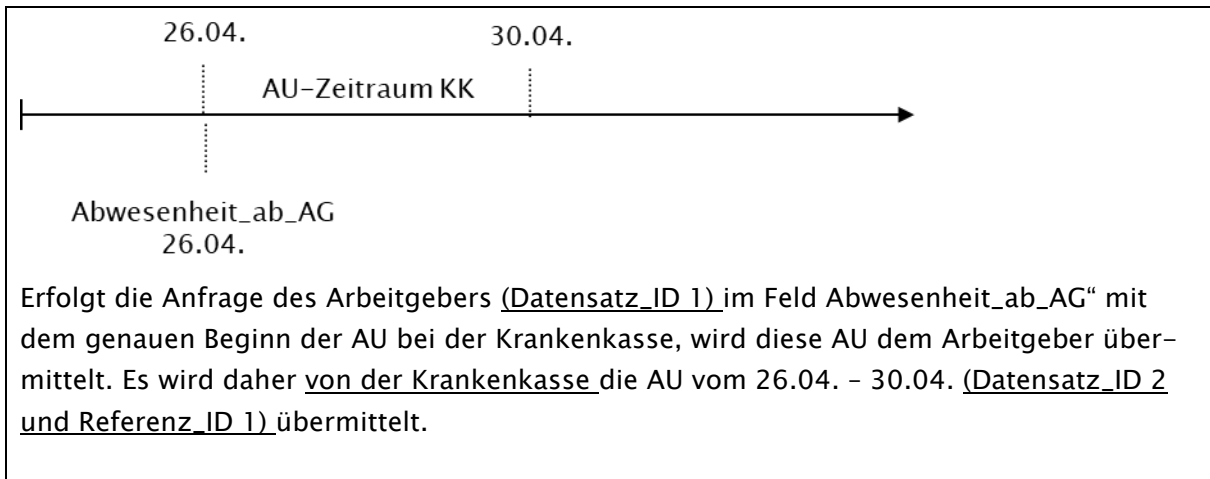 26.04.
30.04.
AU-Zeitraum KK
Abwesenheit_ab_AG
26.04.
Erfolgt die Anfrage des Arbeitgebers (Datensatz_ID 1) im Feld Abwesenheit_ab_AG“ mit
dem genauen Beginn der AU bei der Krankenkasse, wird diese AU dem Arbeitgeber über-
mittelt. Es wird daher von der Krankenkasse die AU vom 26.04. – 30.04. (Datensatz_ID 2
und Referenz_ID 1) übermittelt.